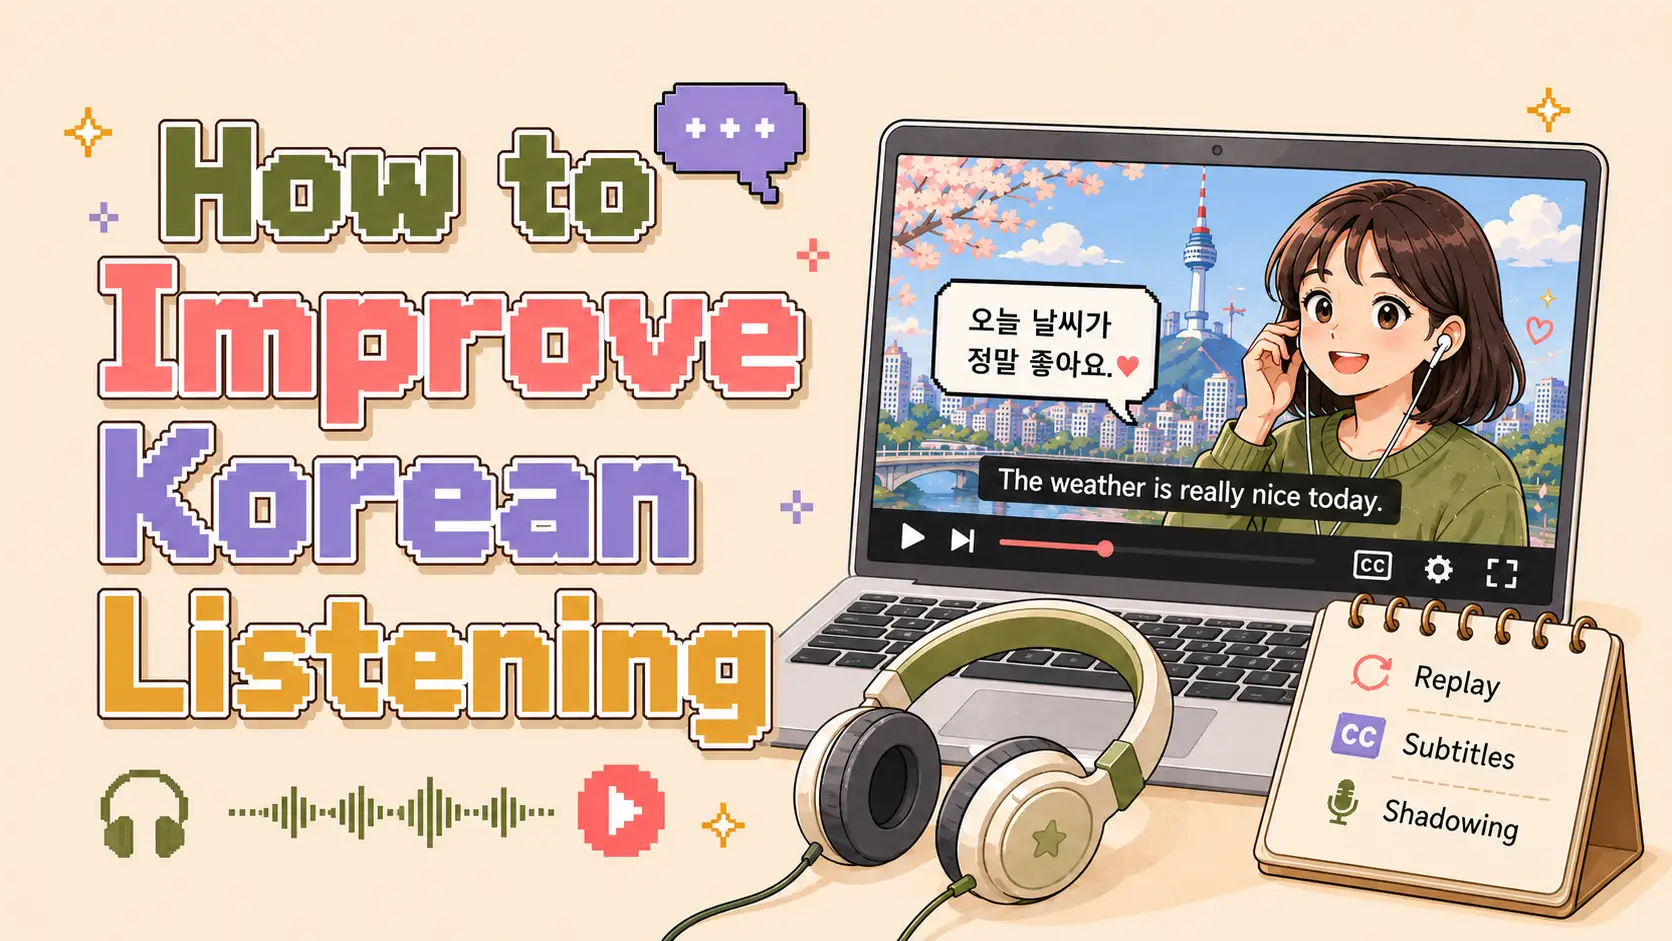 How to
Improve
Korean
Listening
오늘 날씨가
정말 좋아요.
The weather is really nice today.
CC
Replay
CC
Subtitles
Shadowing